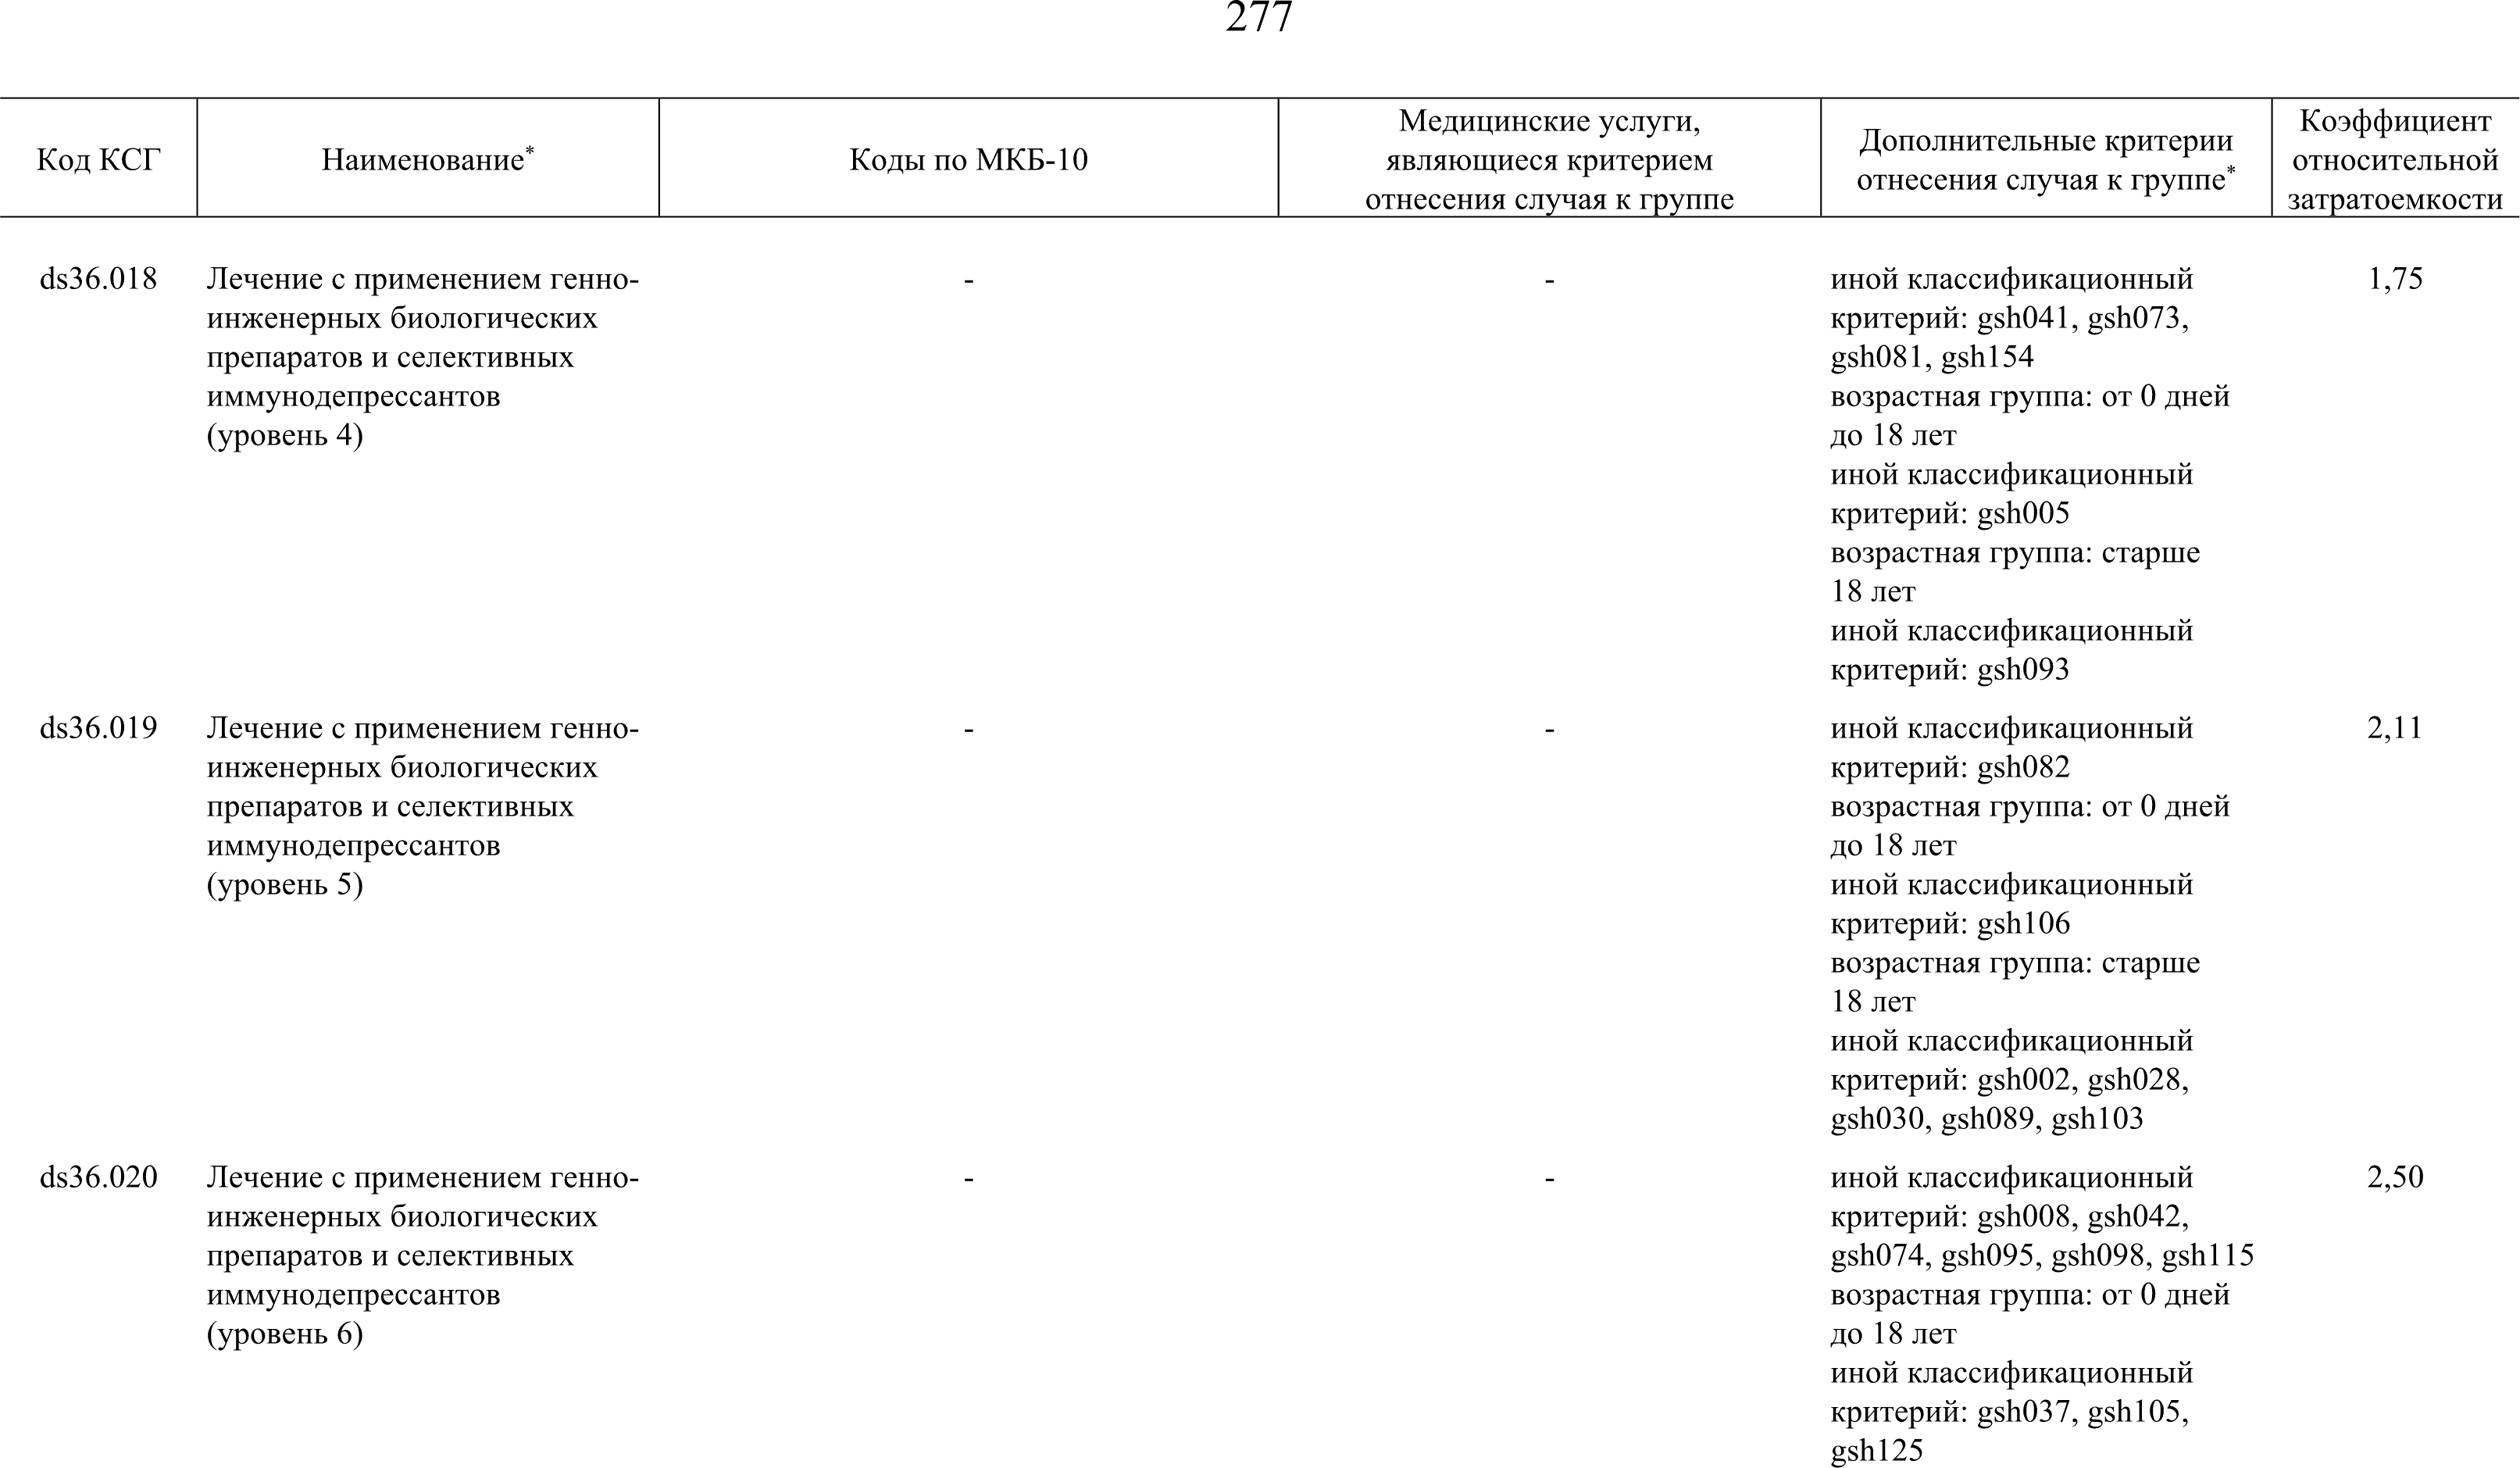 277
Код КСГ
Наименование*
Коды по МКБ-10
Медицинские услуги,
являющиеся критерием
отнесения случая к группе
Дополнительные критерии
отнесения случая к группе*
Коэффициент
относительной
затратоемкости
ds36.018
Лечение с применением генно-
инженерных биологических
препаратов и селективных
иммунодепрессантов
(уровень 4)
-
-
иной классификационный
критерий: gsh041, gsh073,
gsh081, gsh154
возрастная группа: от 0 дней
до 18 лет
иной классификационный
критерий: gsh005
возрастная группа: старше
18 лет
иной классификационный
критерий: gsh093
1,75
ds36.019
Лечение с применением генно-
инженерных биологических
препаратов и селективных
иммунодепрессантов
(уровень 5)
-
-
иной классификационный
критерий: gsh082
возрастная группа: от 0 дней
до 18 лет
иной классификационный
критерий: gsh106
возрастная группа: старше
18 лет
иной классификационный
критерий: gsh002, gsh028,
gsh030, gsh089, gsh103
2,11
ds36.020
Лечение с применением генно-
инженерных биологических
препаратов и селективных
иммунодепрессантов
(уровень 6)
-
-
иной классификационный
критерий: gsh008, gsh042,
gsh074, gsh095, gsh098, gsh115
возрастная группа: от 0 дней
до 18 лет
иной классификационный
критерий: gsh037, gsh105,
gsh125
2,50